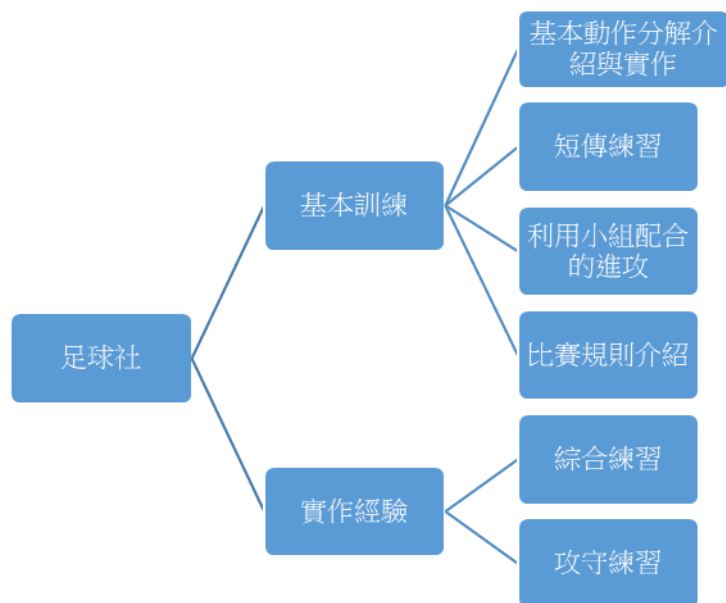 足球社
基本訓練
基本動作分解介
紹與實作
短傳練習
利用小組配合
的進攻
比賽規則介紹
實作經驗
綜合練習
攻守練習